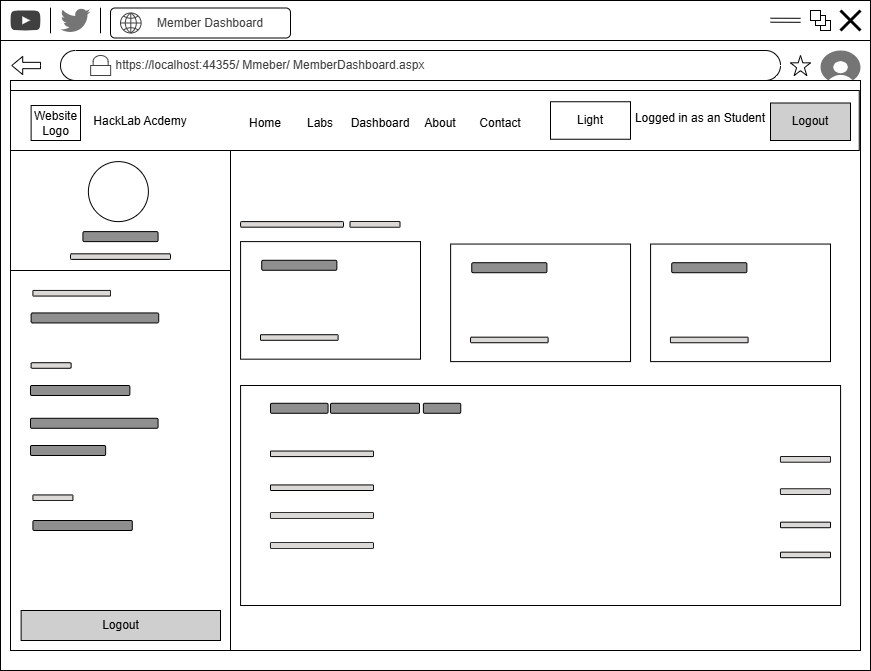 Member Dashboard
https://localhost:44355/ Mmeber/ MemberDashboard.aspx
Website
Logo
HackLab Acdemy
Home
Labs
Dashboard
About
Contact
Light
Logged in as an Student
Logout
Logout